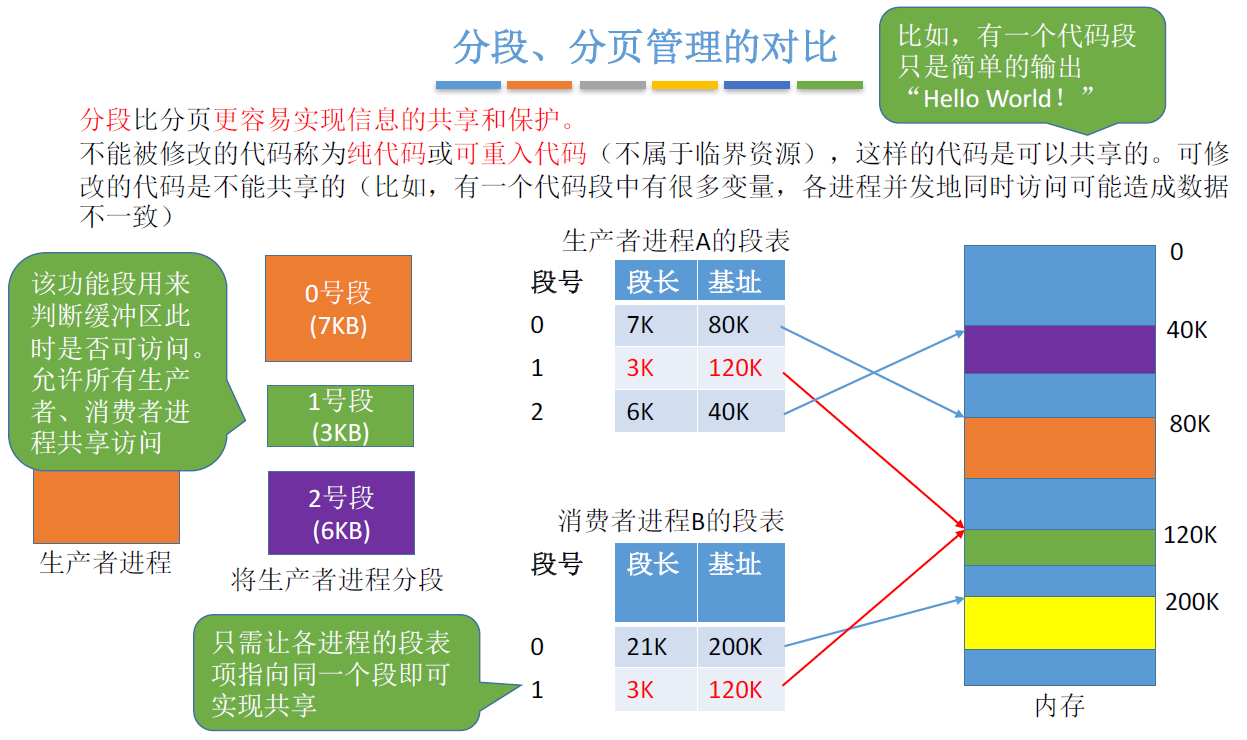 分段、分页管理的对比
比如，有一个代码段
只是简单的输出
“Hello World！”
分段比分页更容易实现信息的共享和保护。
不能被修改的代码称为纯代码或可重入代码（不属于临界资源），这样的代码是可以共享的。可修
改的代码是不能共享的（比如，有一个代码段中有很多变量，各进程并发地同时访问可能造成数据
不一致）
该功能段用来
判断缓冲区此
时是否可访问。
允许所有生产
者、消费者进
程共享访问
生产者进程
0号段
(7KB)
1号段
(3KB)
2号段
(6KB)
将生产者进程分段
生产者进程A的段表
段号 段长 基址
0 7K 80K
1 3K 120K
2 6K 40K
消费者进程B的段表
段号 段长 基址
0 21K 200K
1 3K 120K
只需让各进程的段表
项指向同一个段即可
实现共享
0
40K
80K
120K
200K
内存